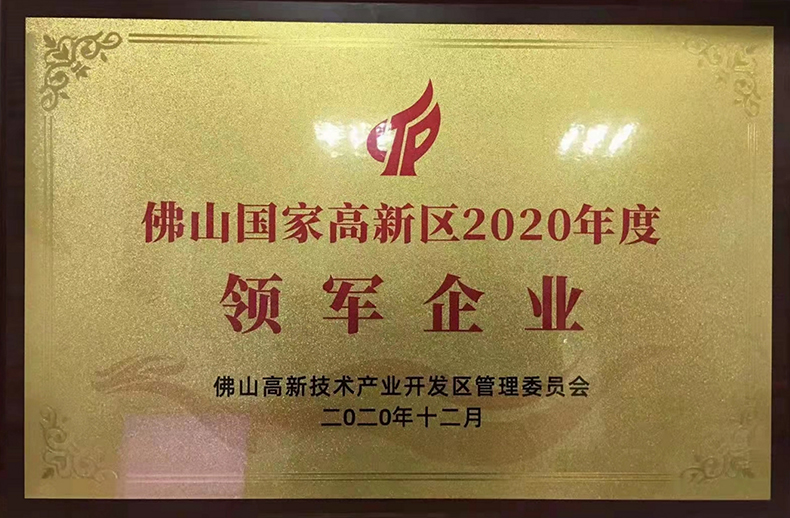 佛山国家高新区2020年度
领军企业
佛山高新技术产业开发区管理委员会
二0二0年十二月